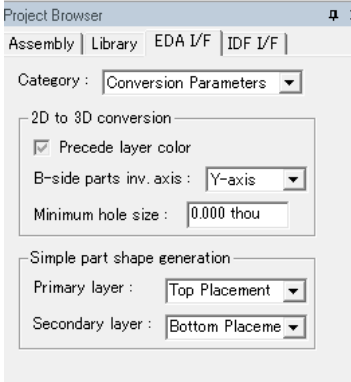 Project Browser
Assembly Library EDA I/F IDF I/F
Category : Conversion Parameters
2D to 3D conversion
Precede layer color
B-side parts inv. axis : Y-axis
Minimum hole size : 0.000 thou
Simple part shape generation
Primary layer : Top Placement
Secondary layer : Bottom Placeme